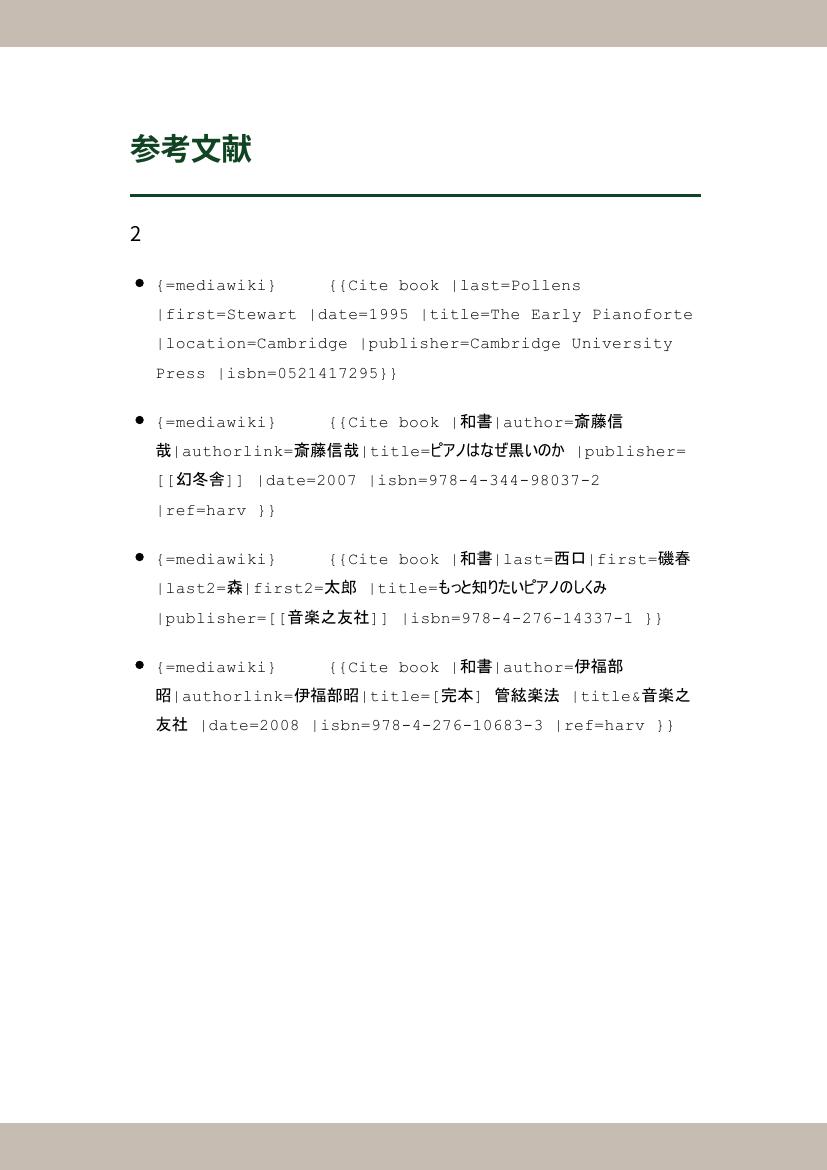 参考文献
2
{=mediawiki} {{Cite book |last=Pollens
|first=Stewart |date=1995 |title=The Early Pianoforte
|location=Cambridge |publisher=Cambridge University
Press |isbn=0521417295}}
{=mediawiki} {{Cite book |和書|author=斎藤信
哉|authorlink=斎藤信哉|title=ピアノはなぜ黒いのか |publisher=
[[幻冬舎]] |date=2007 |isbn=978-4-344-98037-2
|ref=harv }}
{=mediawiki} {{Cite book |和書|last=西口|first=磯春
|last2=森|first2=太郎 |title=もっと知りたいピアノのしくみ
|publisher=[[音楽之友社]] |isbn=978-4-276-14337-1 }}
{=mediawiki} {{Cite book |和書|author=伊福部
昭|authorlink=伊福部昭|title=[完本] 管絃楽法 |title&音楽之
友社 |date=2008 |isbn=978-4-276-10683-3 |ref=harv }}